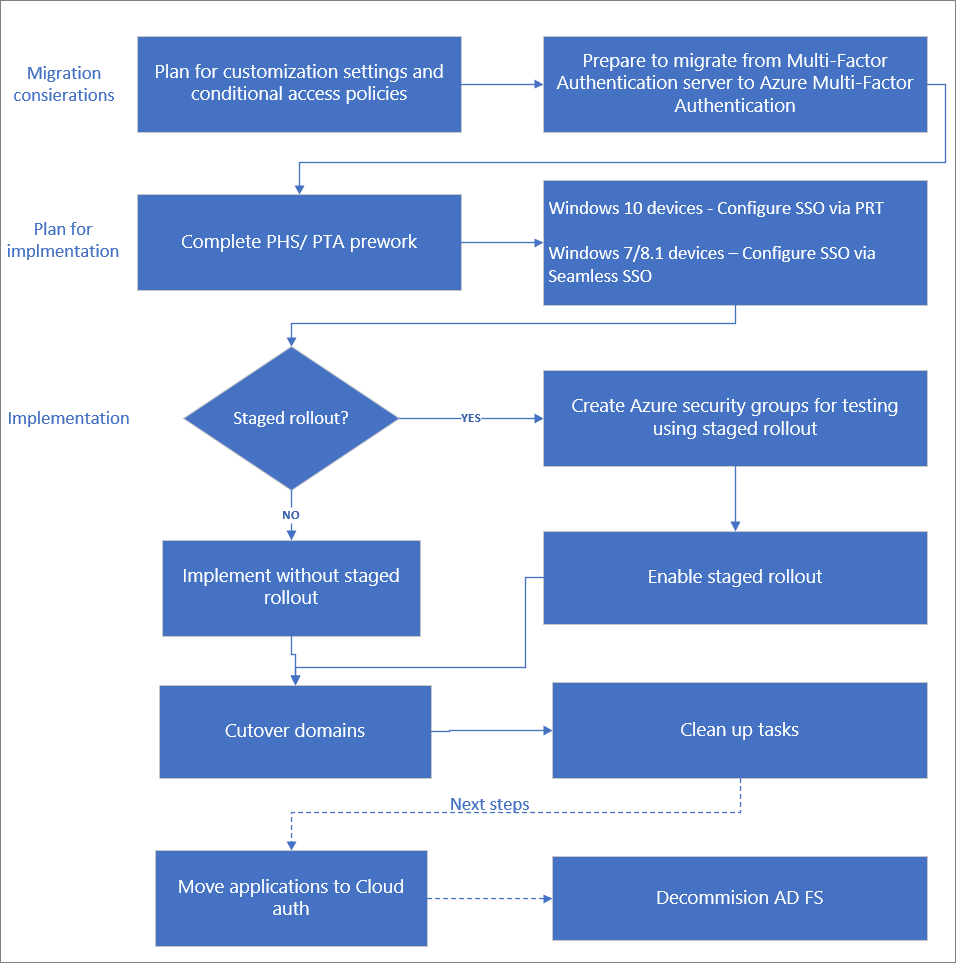 Migration
consierations
Plan for customization settings and
conditional access policies
Prepare to migrate from Multi-Factor
Authentication server to Azure Multi-Factor
Authentication
Plan for
implmentation
Complete PHS/ PTA prework
Windows 10 devices - Configure SSO via PRT
Windows 7/8.1 devices – Configure SSO via
Seamless SSO
Implementation
Staged rollout?
YES
Create Azure security groups for testing
using staged rollout
NO
Implement without staged
rollout
Enable staged rollout
Cutover domains
Clean up tasks
Next steps
Move applications to Cloud
auth
Decommision AD FS